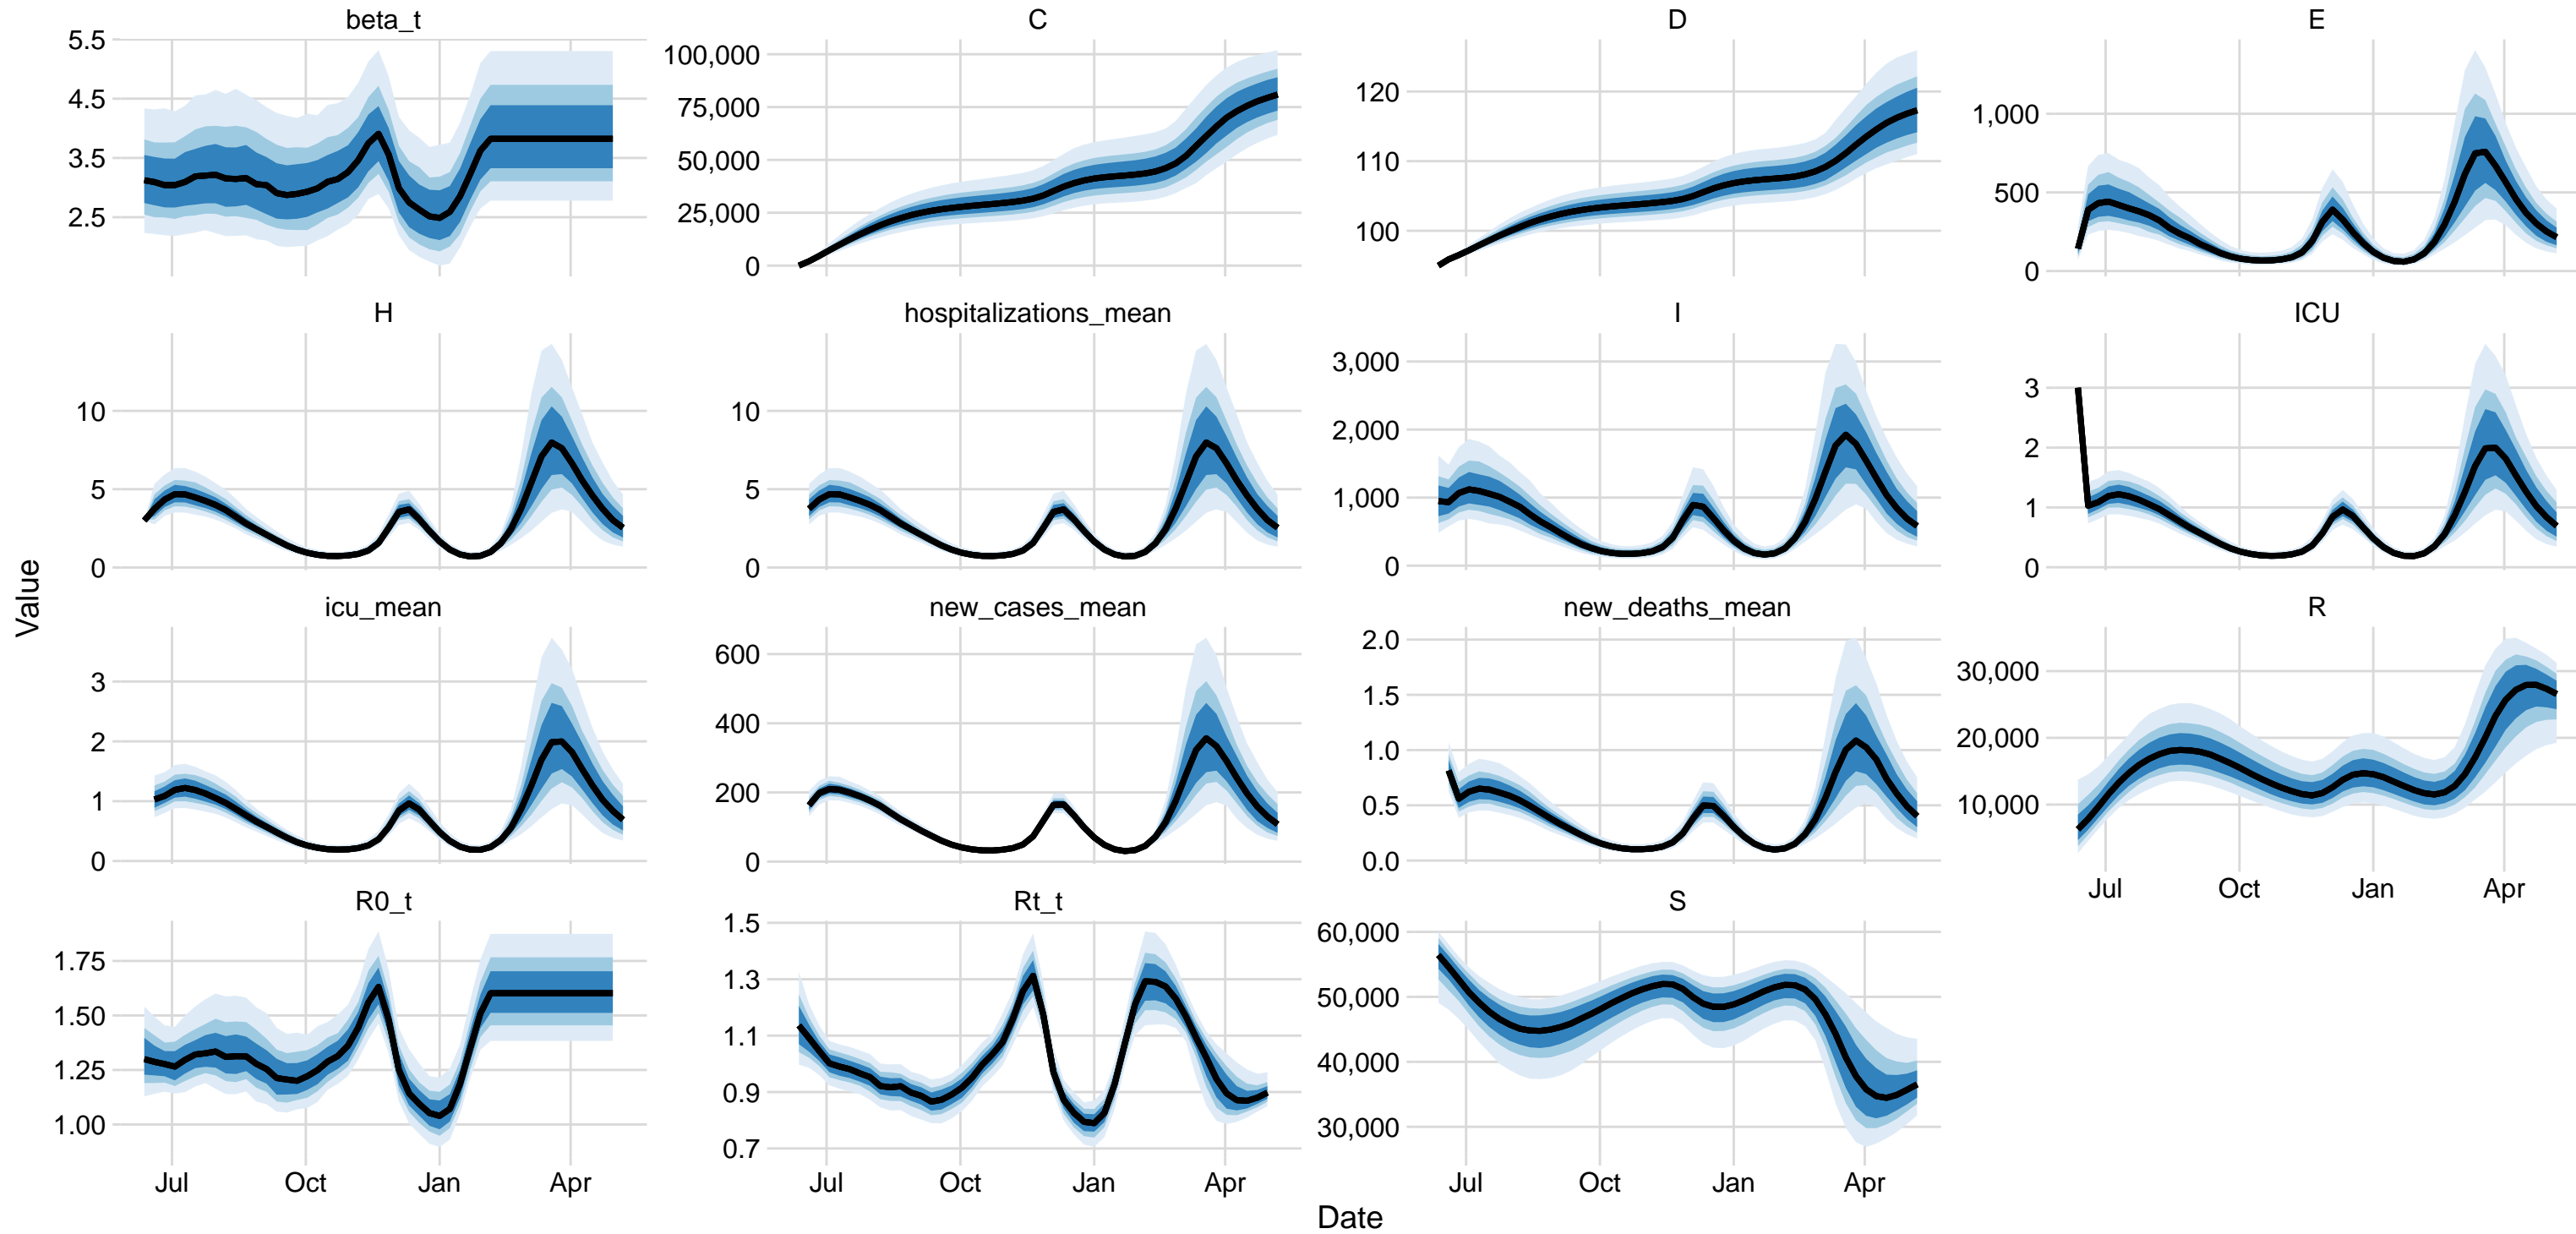 beta_t
5.5
4.5
3.5
2.5
C
100,000
75,000
50,000
25,000
0
D
120
110
100
E
1,000
500
0
H
10
5
0
hospitalizations_mean
10
5
0
I
3,000
2,000
1,000
0
ICU
3
2
1
0
icu_mean
3
2
1
0
new_cases_mean
600
400
200
0
new_deaths_mean
2.0
1.5
1.0
0.5
0.0
R
30,000
20,000
10,000
Jul Oct Jan Apr
R0_t
1.75
1.50
1.25
1.00
Jul Oct Jan Apr
Rt_t
1.5
1.3
1.1
0.9
0.7
Jul Oct Jan Apr
S
60,000
50,000
40,000
30,000
Jul Oct Jan Apr
Value
Date